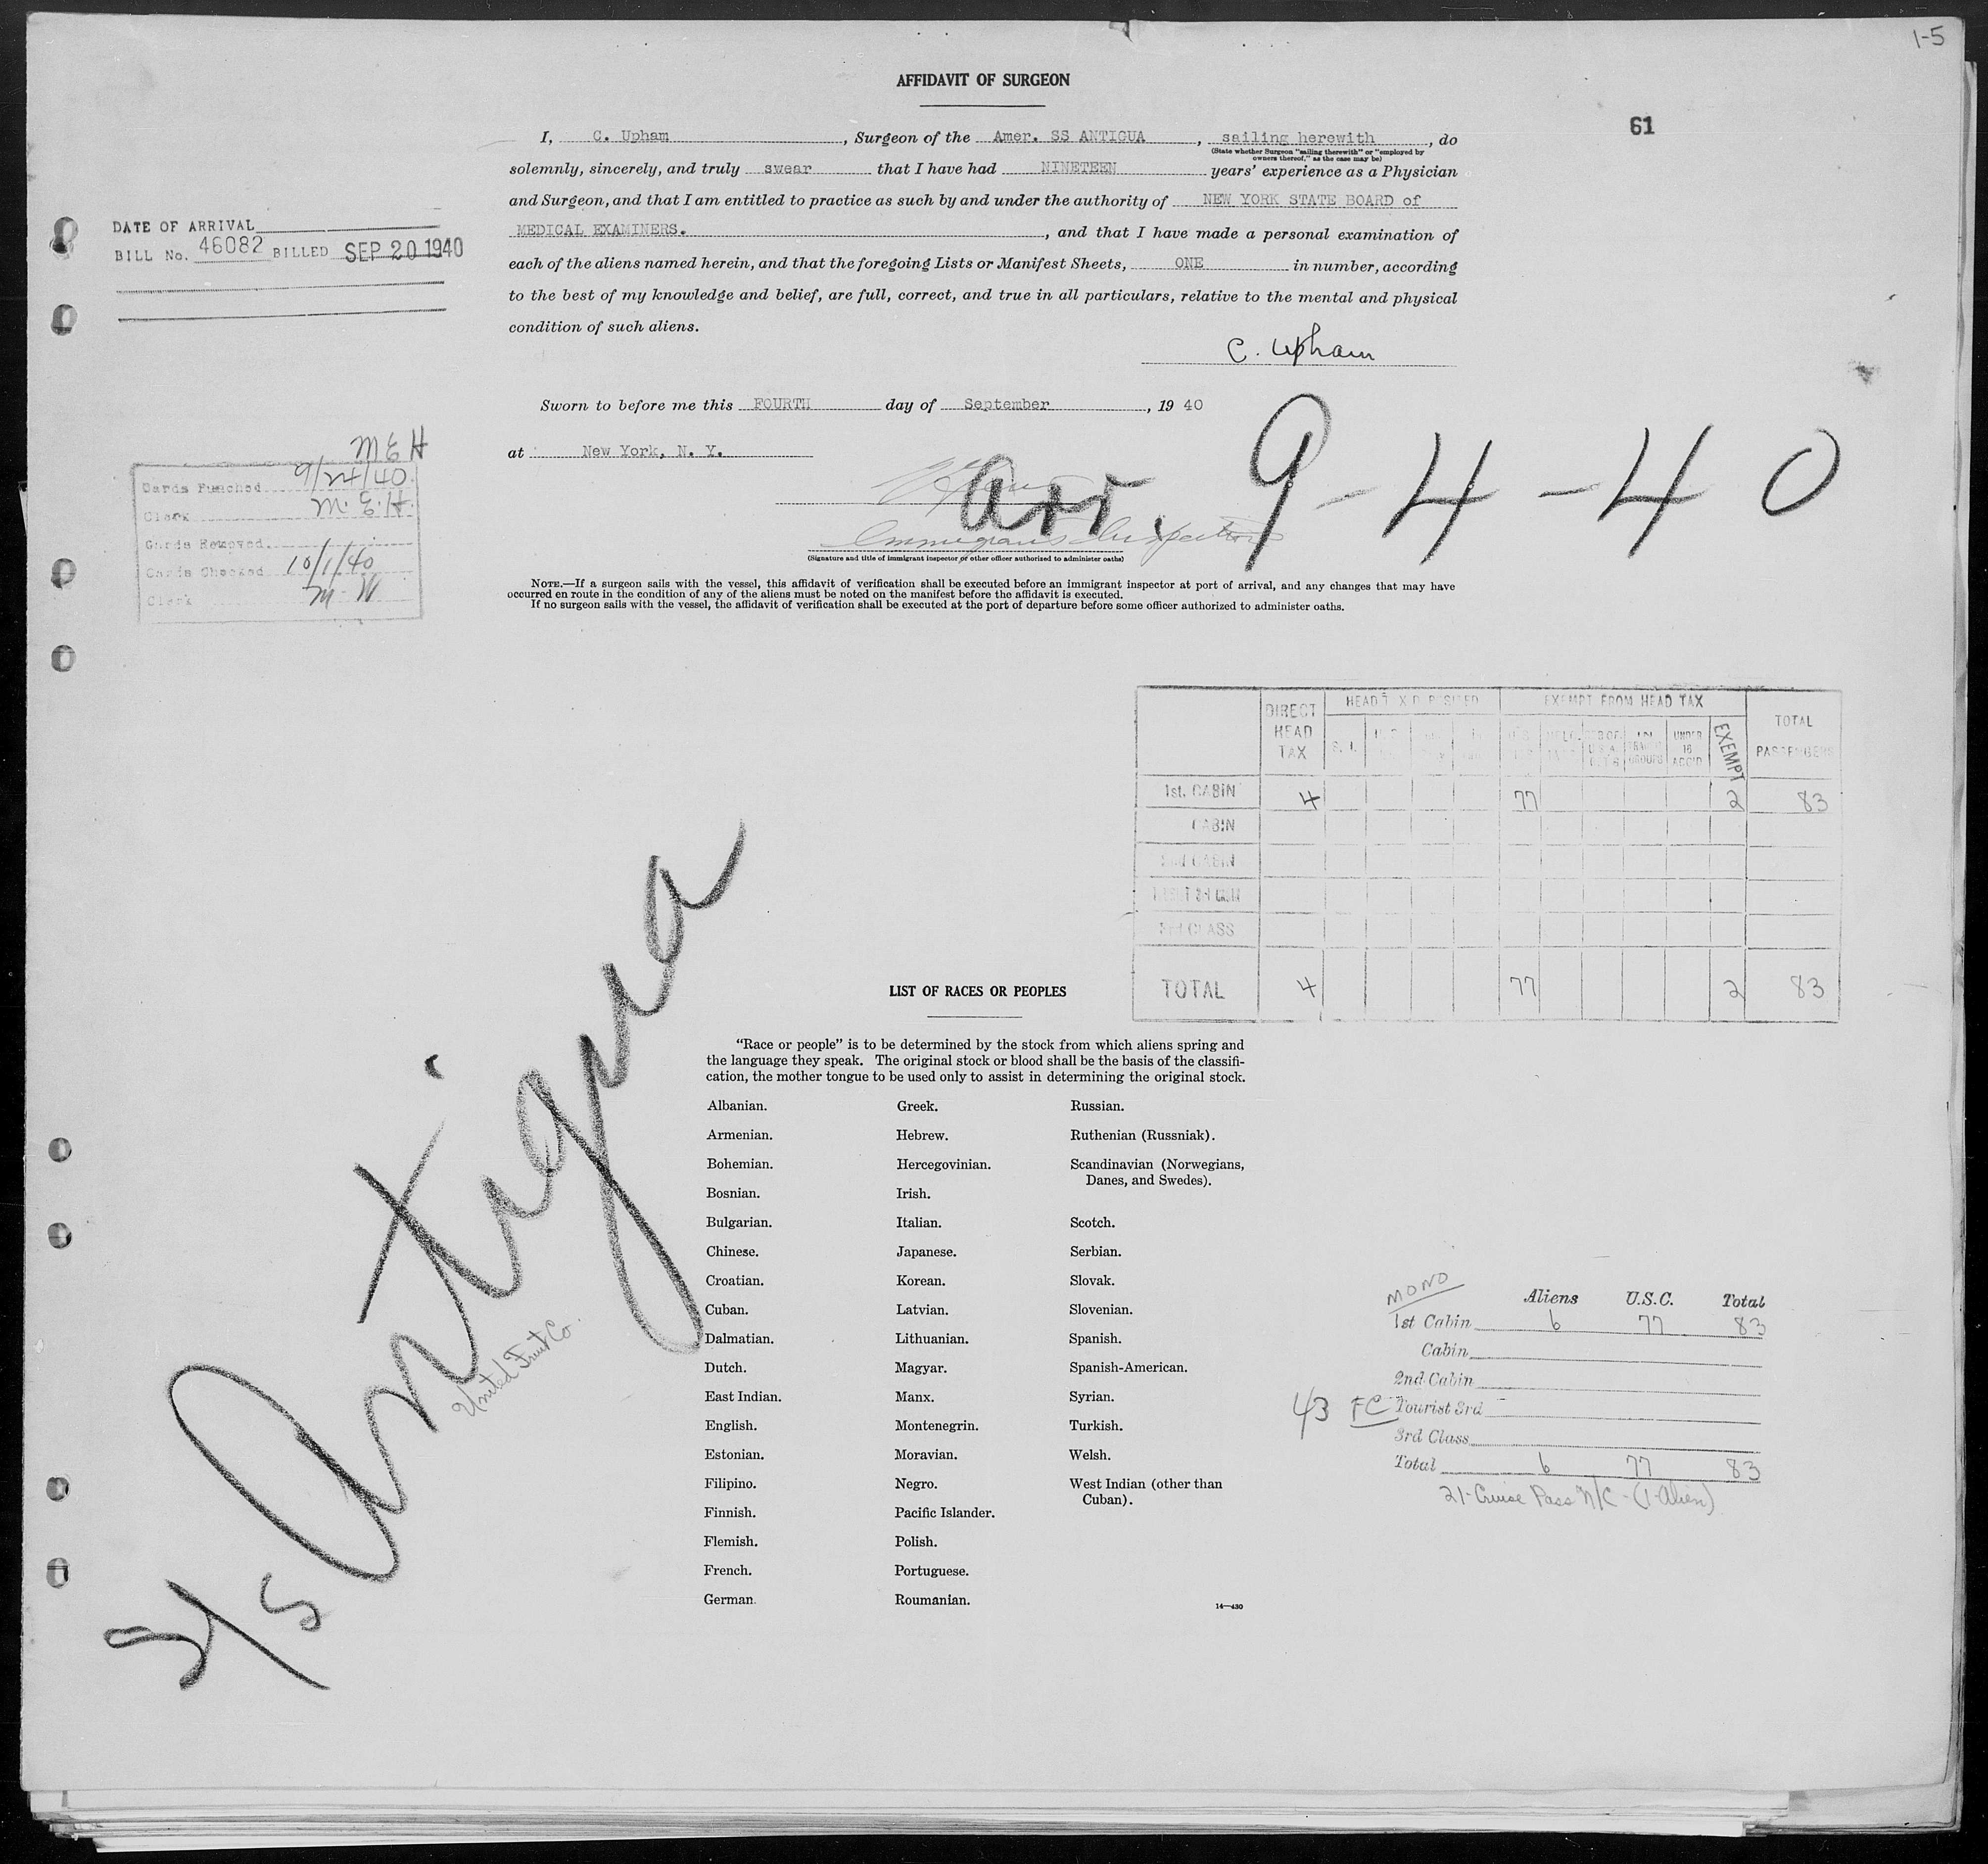 1-5
AFFIDAVIT OF SURGEON
61
I, C. Upham, Surgeon of the Amer. SS ANTIGUA, sailing herewith, do
(State whether Surgeon "sailing therewith" or "employed by
owners thereof," as the case may be)
solemnly, sincerely, and truly swear that I have had NINETEEN years' experience as a Physician
and Surgeon, and that I am entitled to practice as such by and under the authority of NEW YORK STATE BOARD of
MEDICAL EXAMINERS., and that I have made a personal examination of
each of the aliens named herein, and that the foregoing Lists or Manifest Sheets, ONE in number, according
to the best of my knowledge and belief, are full, correct, and true in all particulars, relative to the mental and physical
condition of such aliens.
C. Upham
DATE OF ARRIVAL
BILL No. 46082 BILLED SEP 20 1940
Sworn to before me this FOURTH day of September, 19 40
at New York, N. Y.
arr. 9-4-40
Immigrant Inspector
(Signature and title of immigrant inspector or other officer authorized to administer oaths)
MEH
Cards Punched 9/24/40
Clerk M.E.H.
Cards Removed
Cards Checked 10/1/40
Clerk M.W
NOTE.—If a surgeon sails with the vessel, this affidavit of verification shall be executed before an immigrant inspector at port of arrival, and any changes that may have
occurred en route in the condition of any of the aliens must be noted on the manifest before the affidavit is executed.
If no surgeon sails with the vessel, the affidavit of verification shall be executed at the port of departure before some officer authorized to administer oaths.
DIRECT HEAD TAX EXEMPT FROM HEAD TAX TOTAL PASSENGERS
S. I. UNDER 16 ACC'D EXEMPT
1st. CABIN 4 77 2 83
CABIN
2nd CABIN
3rd CLASS
TOTAL 4 77 2 83
S/S Antigua
United Fruit Co.
LIST OF RACES OR PEOPLES
"Race or people" is to be determined by the stock from which aliens spring and
the language they speak. The original stock or blood shall be the basis of the classifi-
cation, the mother tongue to be used only to assist in determining the original stock.
Albanian. Greek. Russian.
Armenian. Hebrew. Ruthenian (Russniak).
Bohemian. Hercegovinian. Scandinavian (Norwegians,
Danes, and Swedes).
Bosnian. Irish.
Bulgarian. Italian. Scotch.
Chinese. Japanese. Serbian.
Croatian. Korean. Slovak.
Cuban. Latvian. Slovenian.
Dalmatian. Lithuanian. Spanish.
Dutch. Magyar. Spanish-American.
East Indian. Manx. Syrian.
English. Montenegrin. Turkish.
Estonian. Moravian. Welsh.
Filipino. Negro. West Indian (other than
Cuban).
Finnish. Pacific Islander.
Flemish. Polish.
French. Portuguese.
German. Roumanian.
14—430
MONO
Aliens U.S.C. Total
1st Cabin 6 77 83
Cabin
2nd Cabin
43 FC Tourist 3rd
3rd Class
Total 6 77 83
21-Cruise Pass N/C - (1-Alien)